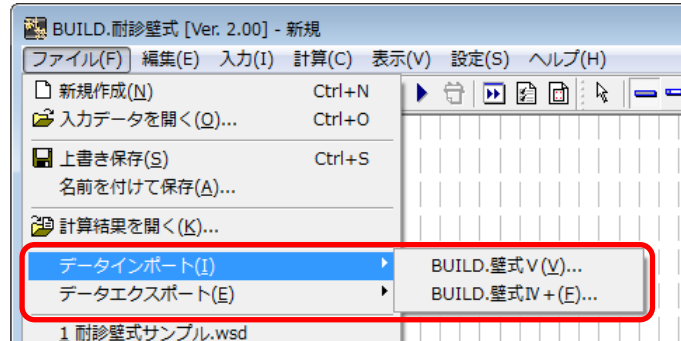 BUILD.耐診壁式 [Ver. 2.00] - 新規
ファイル(F) 編集(E) 入力(I) 計算(C) 表示(V) 設定(S) ヘルプ(H)
新規作成(N) Ctrl+N
入力データを開く(O)... Ctrl+O
上書き保存(S) Ctrl+S
名前を付けて保存(A)...
計算結果を開く(K)...
データインポート(I) BUILD.壁式Ⅴ(V)...
データエクスポート(E) BUILD.壁式Ⅳ+(F)...
1 耐診壁式サンプル.wsd